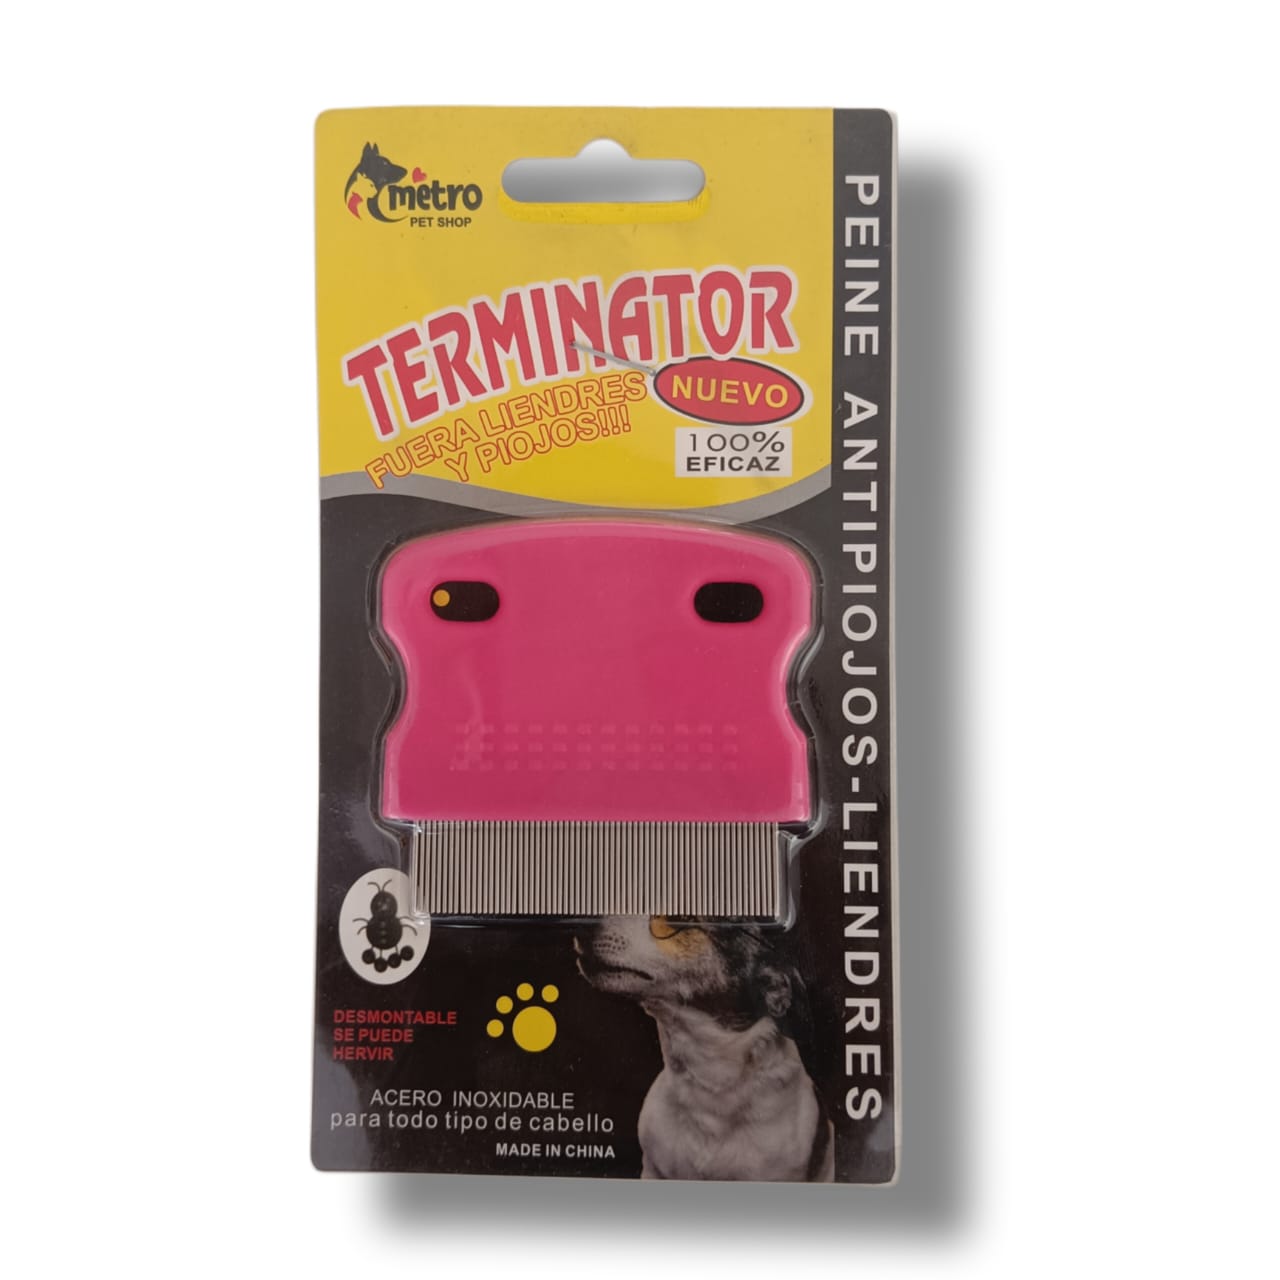 metro
PET SHOP
TERMINATOR
FUERA LIENDRES
Y PIOJOS!!!
NUEVO
100%
EFICAZ
PEINE ANTIPIOJOS-LIENDRES
DESMONTABLE
SE PUEDE
HERVIR
ACERO INOXIDABLE
para todo tipo de cabello
MADE IN CHINA